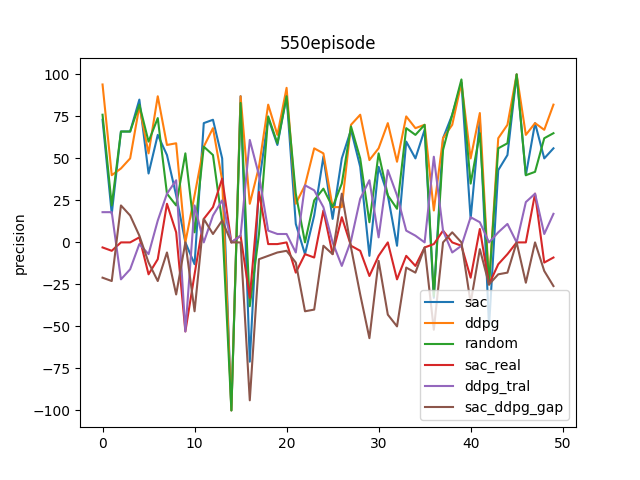 550episode
precision
100
75
50
25
0
−25
−50
−75
−100
0
10
20
30
40
50
sac
ddpg
random
sac_real
ddpg_tral
sac_ddpg_gap